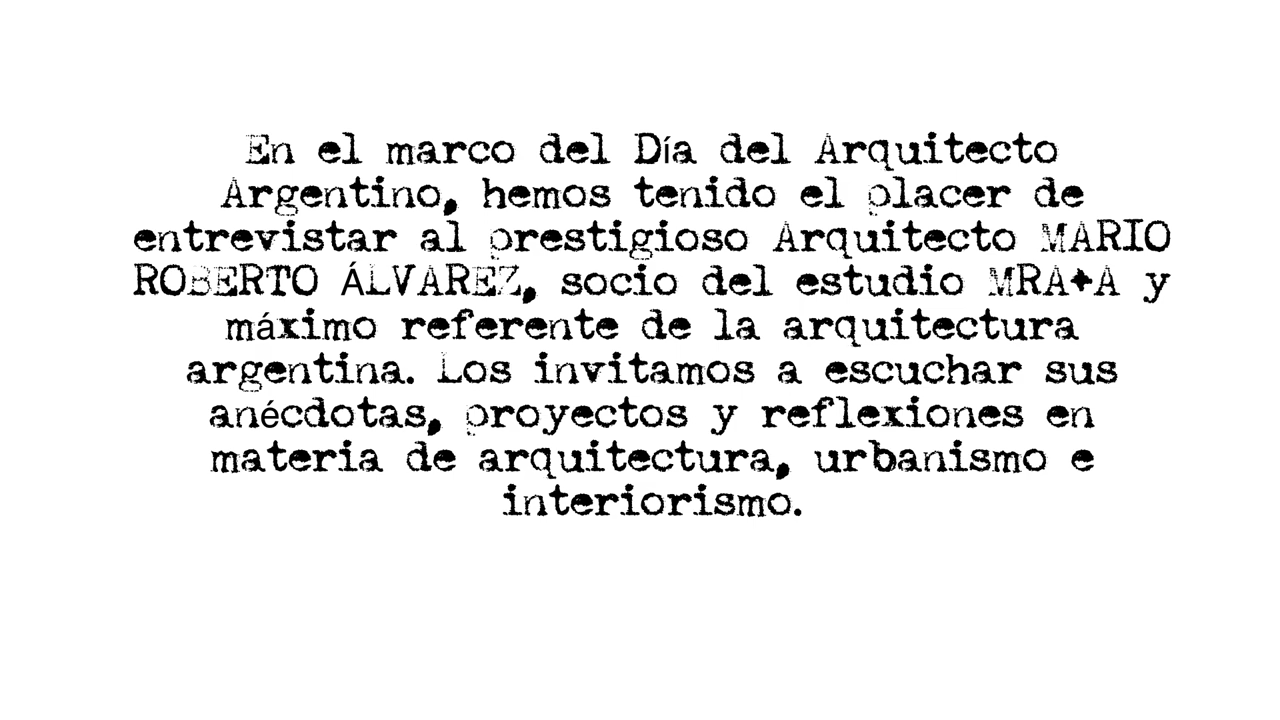 En el marco del Día del Arquitecto
Argentino, hemos tenido el placer de
entrevistar al prestigioso Arquitecto MARIO
ROBERTO ÁLVAREZ, socio del estudio MRA+A y
máximo referente de la arquitectura
argentina. Los invitamos a escuchar sus
anécdotas, proyectos y reflexiones en
materia de arquitectura, urbanismo e
interiorismo.